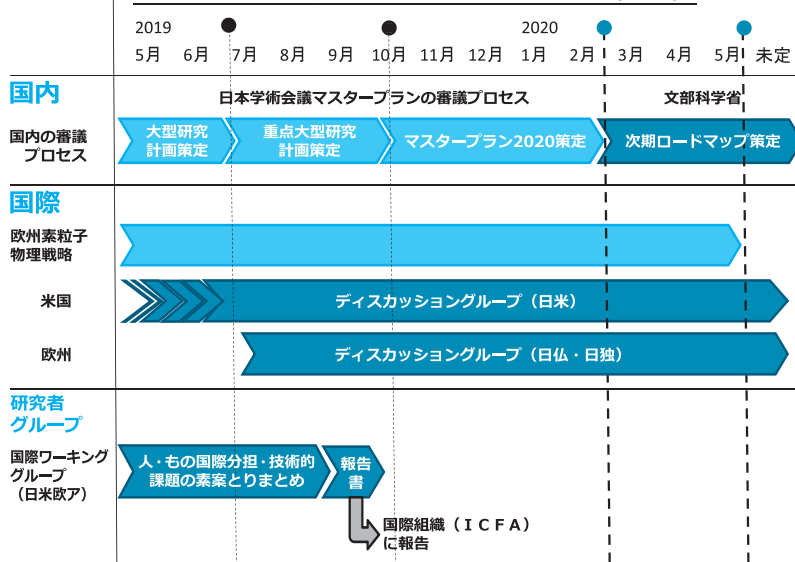 2019
2020
5月 6月 7月 8月 9月 10月 11月 12月 1月 2月 3月 4月 5月 未定
国内
日本学術会議マスタープランの審議プロセス
文部科学省
国内の審議
プロセス
大型研究
計画策定
重点大型研究
計画策定
マスタープラン2020策定
次期ロードマップ策定
国際
欧州素粒子
物理戦略
米国
ディスカッショングループ（日米）
欧州
ディスカッショングループ（日仏・日独）
研究者
グループ
国際ワーキング
グループ
（日米欧ア）
人・もの国際分担・技術的
課題の素案とりまとめ
報告
書
国際組織（ＩＣＦＡ）
に報告